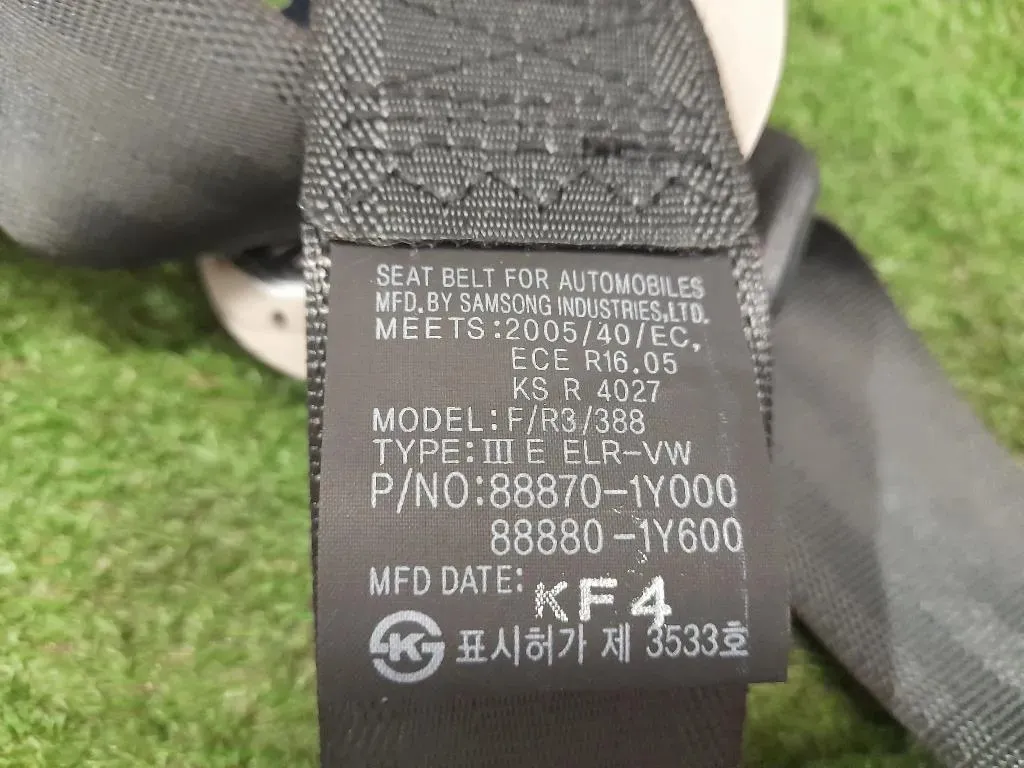 SEAT BELT FOR AUTOMOBILES
MFD. BY SAMSONG INDUSTRIES,LTD.
MEETS:2005/40/EC,
ECE R16.05
KS R 4027
MODEL:F/R3/388
TYPE:Ⅲ E ELR-VW
P/NO:88870-1Y000
88880-1Y600
MFD DATE: KF4
표시허가 제 3533호